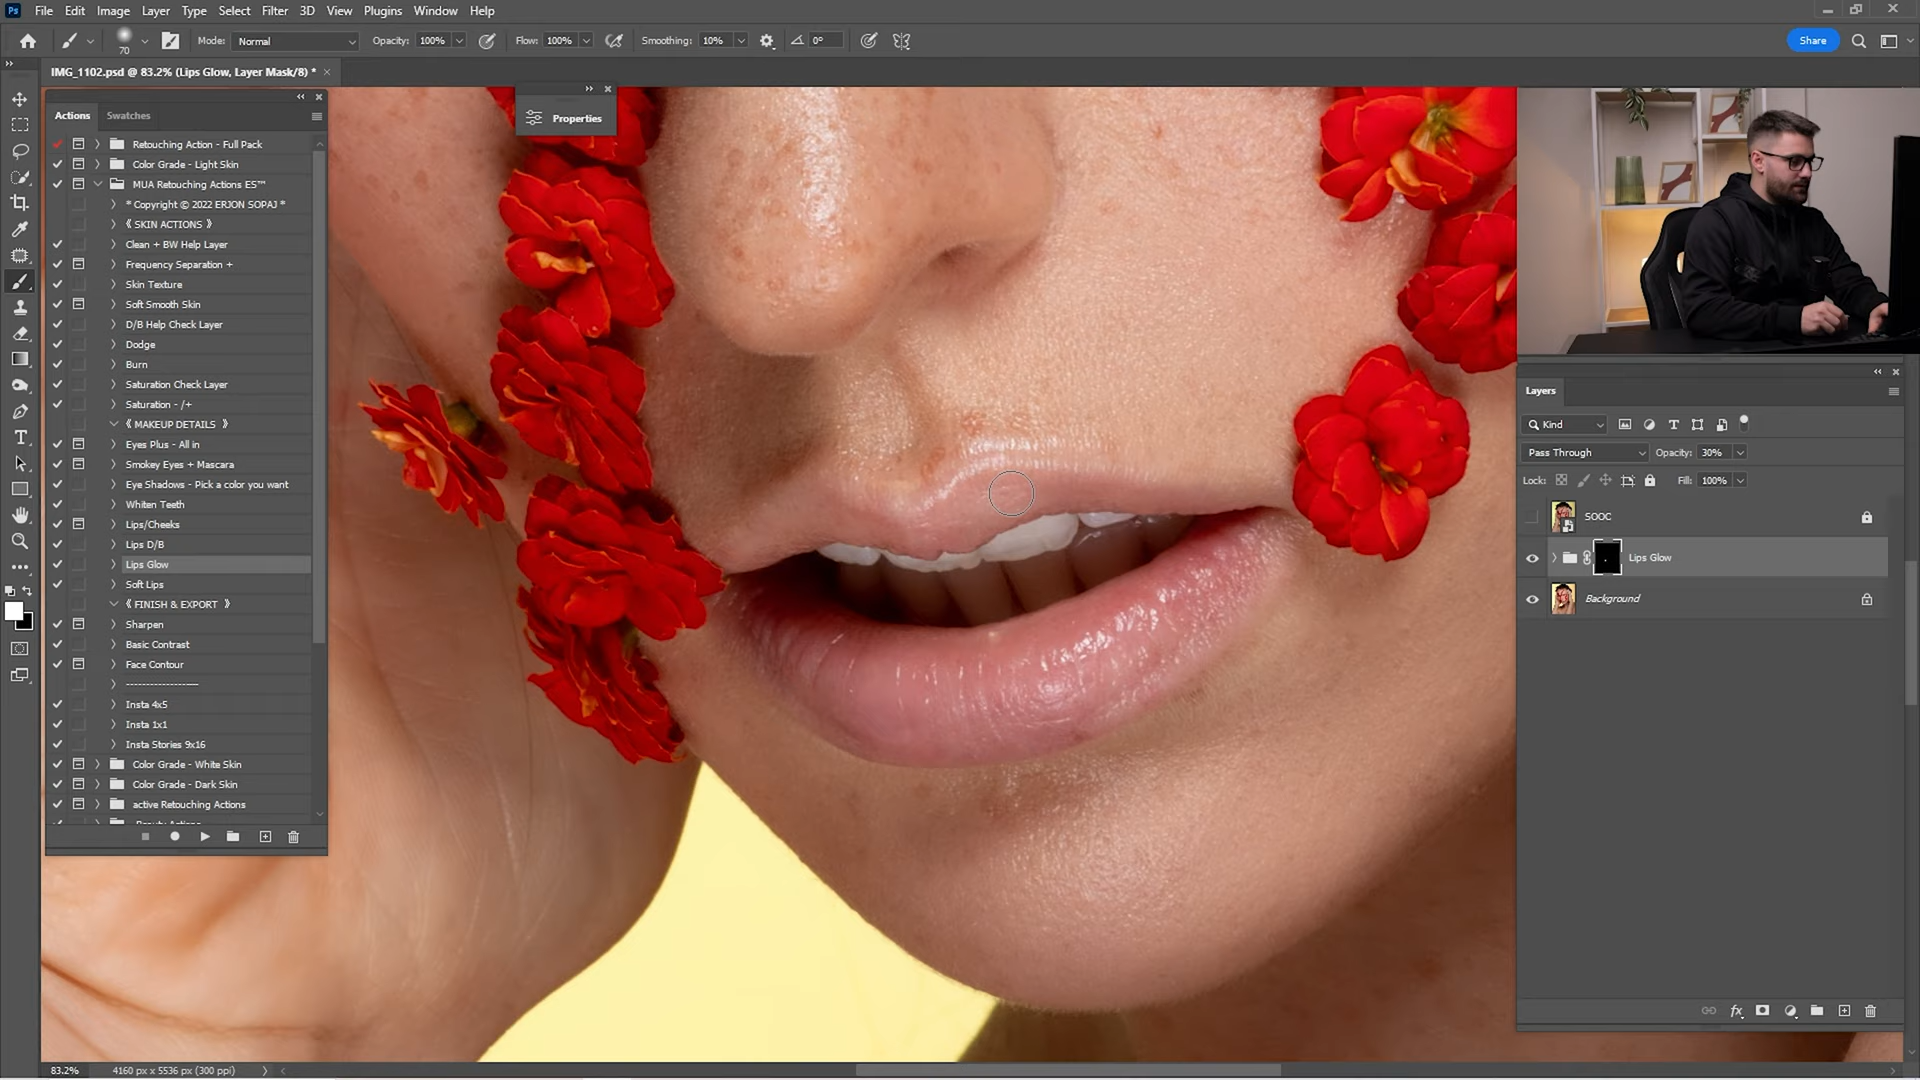 Ps File Edit Image Layer Type Select Filter 3D View Plugins Window Help
70 Mode: Normal Opacity: 100% Flow: 100% Smoothing: 10% 0° Share
IMG_1102.psd @ 83.2% (Lips Glow, Layer Mask/8) * ×
Actions Swatches
Retouching Action - Full Pack
Color Grade - Light Skin
MUA Retouching Actions ES™
* Copyright © 2022 ERJON SOPAJ *
《 SKIN ACTIONS 》
Clean + BW Help Layer
Frequency Separation +
Skin Texture
Soft Smooth Skin
D/B Help Check Layer
Dodge
Burn
Saturation Check Layer
Saturation - /+
《 MAKEUP DETAILS 》
Eyes Plus - All in
Smokey Eyes + Mascara
Eye Shadows - Pick a color you want
Whiten Teeth
Lips/Cheeks
Lips D/B
Lips Glow
Soft Lips
《 FINISH & EXPORT 》
Sharpen
Basic Contrast
Face Contour
-------------------
Insta 4x5
Insta 1x1
Insta Stories 9x16
Color Grade - White Skin
Color Grade - Dark Skin
active Retouching Actions
Properties
Layers
Kind
Pass Through Opacity: 30%
Lock: Fill: 100%
SOOC
Lips Glow
Background
83.2% 4160 px x 5536 px (300 ppi)